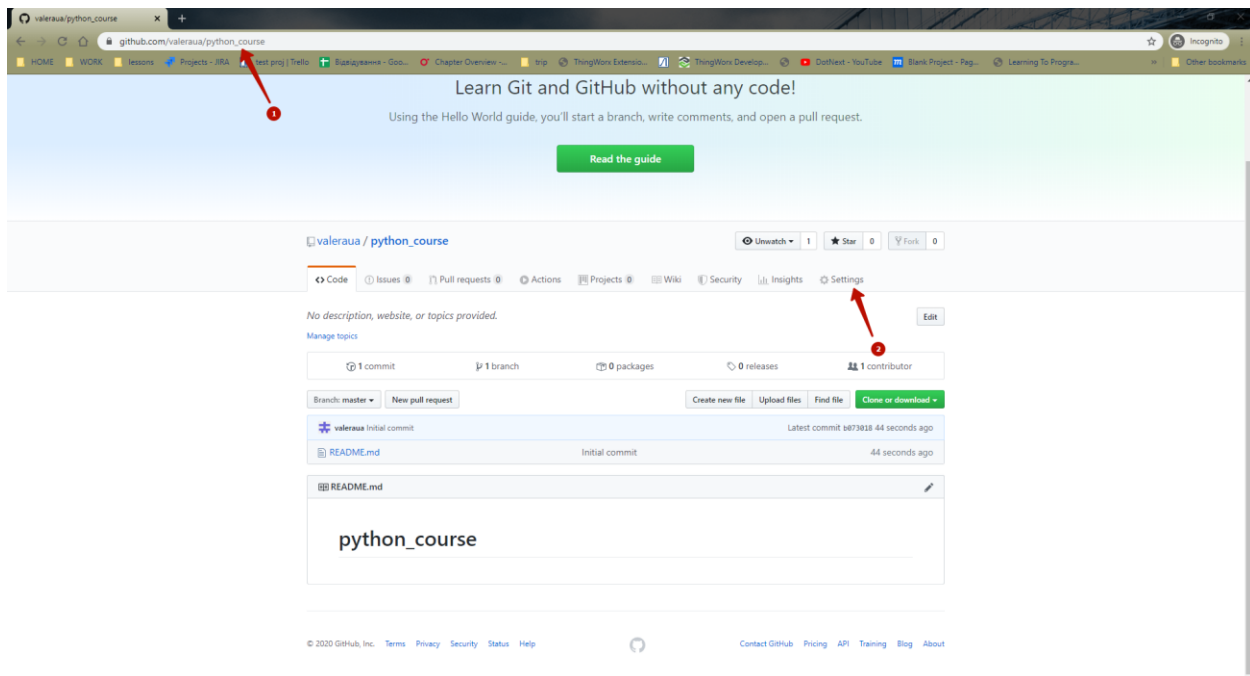 valeraua/python_course
github.com/valeraua/python_course
Incognito
HOME WORK lessons Projects - JIRA test proj | Trello Відвідування - Goo... Chapter Overview -... trip ThingWorx Extensio... ThingWorx Develop... DotNext - YouTube Blank Project - Pag... Learning To Progra... » Other bookmarks
1
Learn Git and GitHub without any code!
Using the Hello World guide, you'll start a branch, write comments, and open a pull request.
Read the guide
valeraua / python_course
Unwatch 1 Star 0 Fork 0
Code Issues 0 Pull requests 0 Actions Projects 0 Wiki Security Insights Settings
No description, website, or topics provided.
Edit
Manage topics
2
1 commit 1 branch 0 packages 0 releases 1 contributor
Branch: master New pull request Create new file Upload files Find file Clone or download
valeraua Initial commit Latest commit b073018 44 seconds ago
README.md Initial commit 44 seconds ago
README.md
python_course
© 2020 GitHub, Inc. Terms Privacy Security Status Help Contact GitHub Pricing API Training Blog About